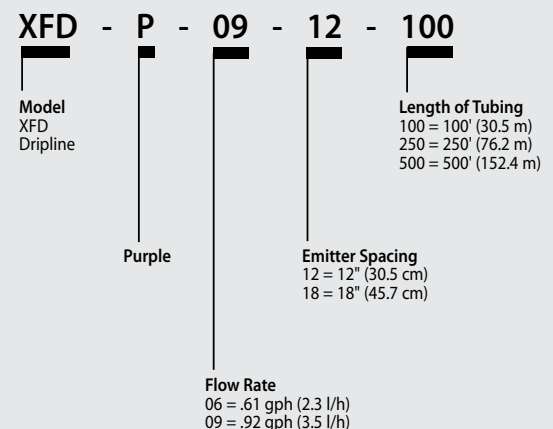 XFD - P - 09 - 12 - 100
Model
XFD
Dripline
Length of Tubing
100 = 100' (30.5 m)
250 = 250' (76.2 m)
500 = 500' (152.4 m)
Purple
Emitter Spacing
12 = 12" (30.5 cm)
18 = 18" (45.7 cm)
Flow Rate
06 = .61 gph (2.3 l/h)
09 = .92 gph (3.5 l/h)